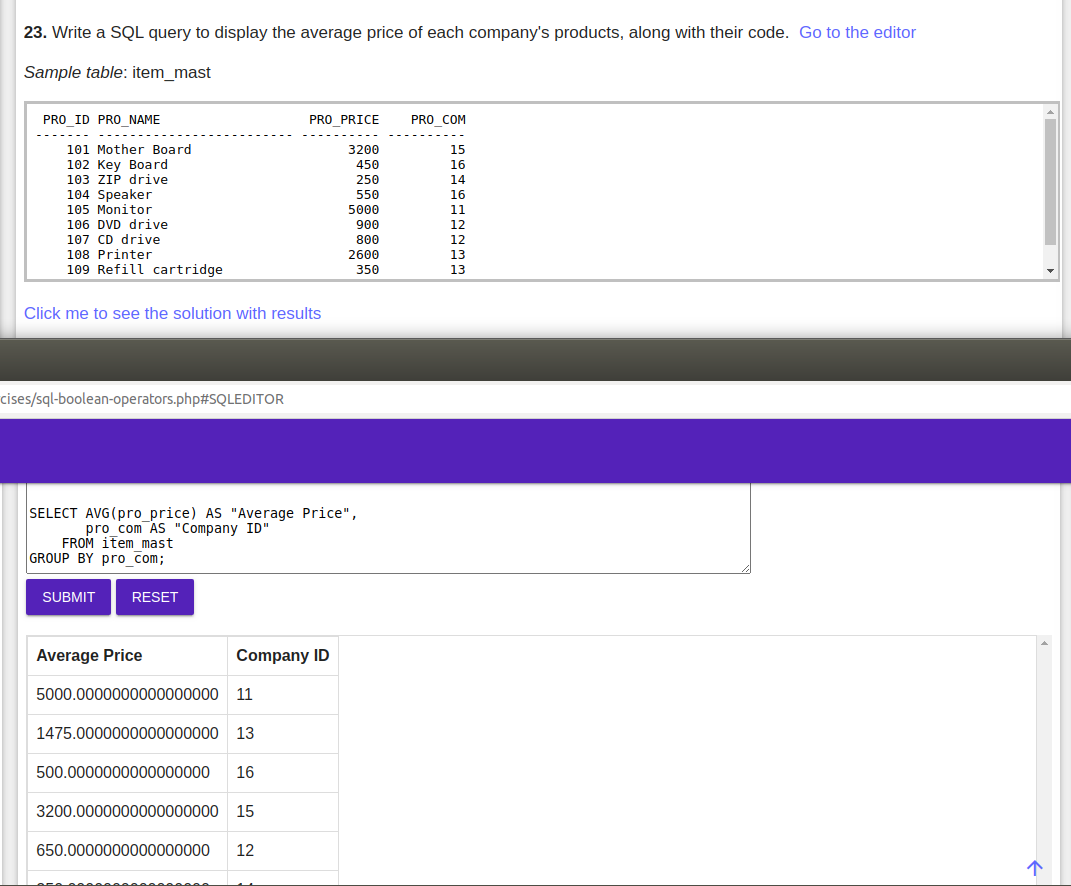 23. Write a SQL query to display the average price of each company's products, along with their code. Go to the editor
Sample table: item_mast
PRO_ID PRO_NAME PRO_PRICE PRO_COM
------- ------------------------- ---------- ----------
101 Mother Board 3200 15
102 Key Board 450 16
103 ZIP drive 250 14
104 Speaker 550 16
105 Monitor 5000 11
106 DVD drive 900 12
107 CD drive 800 12
108 Printer 2600 13
109 Refill cartridge 350 13
Click me to see the solution with results
cises/sql-boolean-operators.php#SQLEDITOR
SELECT AVG(pro_price) AS "Average Price",
pro_com AS "Company ID"
FROM item_mast
GROUP BY pro_com;
SUBMIT RESET
Average Price Company ID
5000.0000000000000000 11
1475.0000000000000000 13
500.0000000000000000 16
3200.0000000000000000 15
650.0000000000000000 12